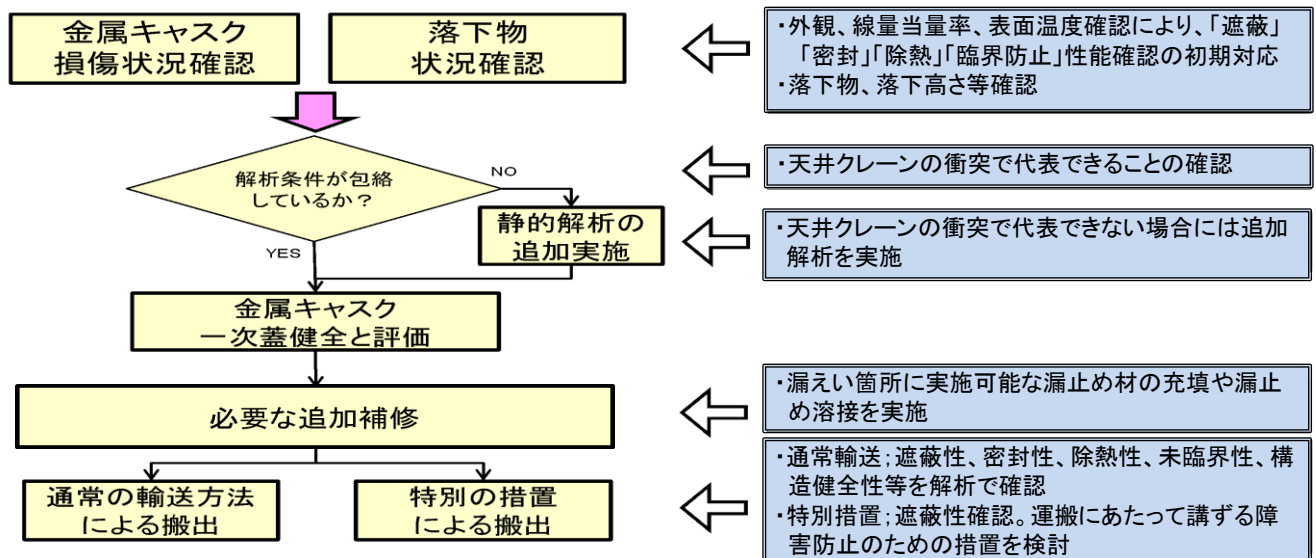 金属キャスク
損傷状況確認
落下物
状況確認
・外観、線量当量率、表面温度確認により、「遮蔽」
「密封」「除熱」「臨界防止」性能確認の初期対応
・落下物、落下高さ等確認
解析条件が包絡
しているか？
NO
YES
・天井クレーンの衝突で代表できることの確認
静的解析の
追加実施
・天井クレーンの衝突で代表できない場合には追加
解析を実施
金属キャスク
一次蓋健全と評価
必要な追加補修
・漏えい箇所に実施可能な漏止め材の充填や漏止
め溶接を実施
通常の輸送方法
による搬出
特別の措置
による搬出
・通常輸送；遮蔽性、密封性、除熱性、未臨界性、構
造健全性等を解析で確認
・特別措置；遮蔽性確認。運搬にあたって講ずる障
害防止のための措置を検討